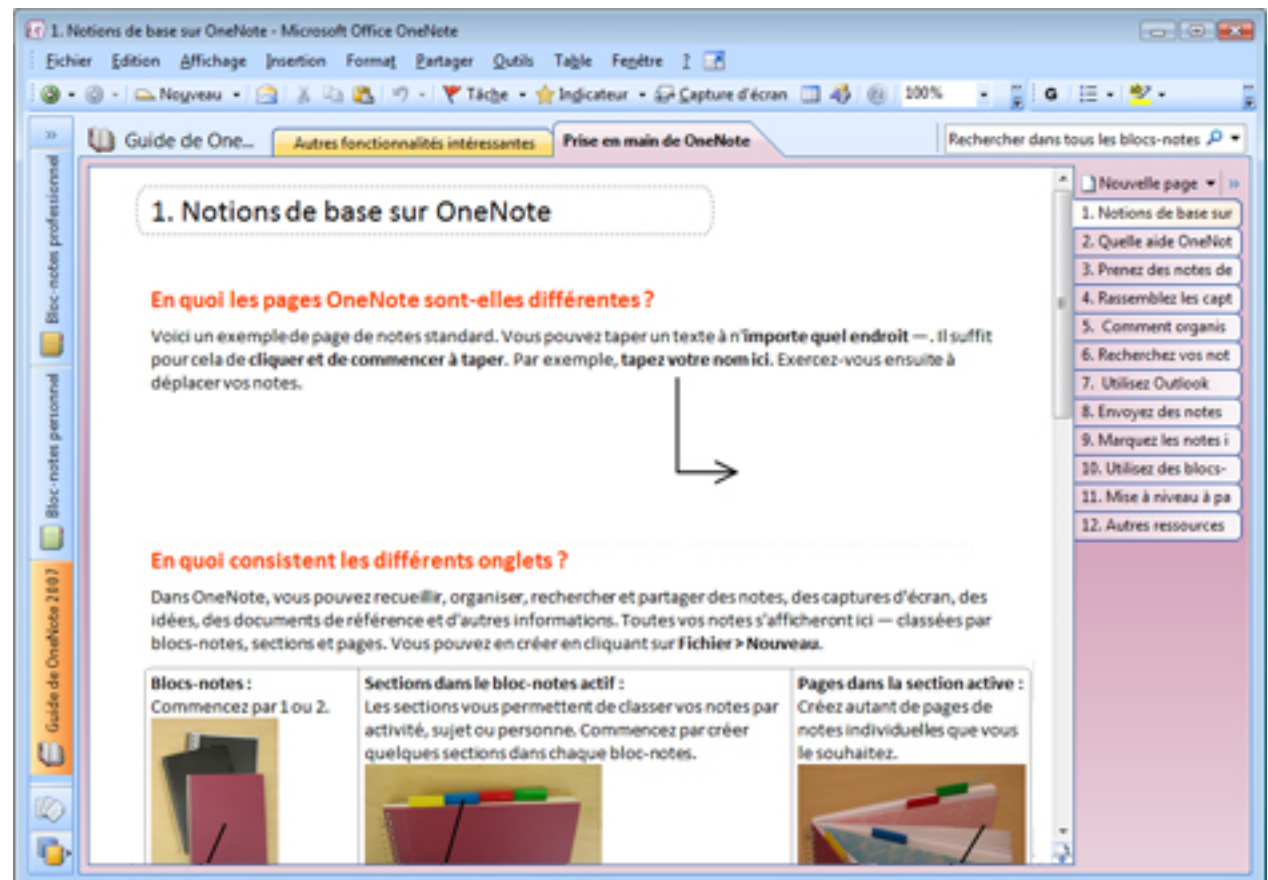 1. Notions de base sur OneNote - Microsoft Office OneNote
Fichier Edition Affichage Insertion Format Partager Outils Table Fenêtre ?
Nouveau Tâche Indicateur Capture d'écran 100% G
Guide de One... Autres fonctionnalités intéressantes Prise en main de OneNote Rechercher dans tous les blocs-notes
Bloc-notes professionnel
Bloc-notes personnel
Guide de OneNote 2007
1. Notions de base sur OneNote
En quoi les pages OneNote sont-elles différentes ?
Voici un exemple de page de notes standard. Vous pouvez taper un texte à n'importe quel endroit —. Il suffit
pour cela de cliquer et de commencer à taper. Par exemple, tapez votre nom ici. Exercez-vous ensuite à
déplacer vos notes.
En quoi consistent les différents onglets ?
Dans OneNote, vous pouvez recueillir, organiser, rechercher et partager des notes, des captures d'écran, des
idées, des documents de référence et d'autres informations. Toutes vos notes s'afficheront ici — classées par
blocs-notes, sections et pages. Vous pouvez en créer en cliquant sur Fichier > Nouveau.
Blocs-notes :
Commencez par 1 ou 2.
Sections dans le bloc-notes actif :
Les sections vous permettent de classer vos notes par
activité, sujet ou personne. Commencez par créer
quelques sections dans chaque bloc-notes.
Pages dans la section active :
Créez autant de pages de
notes individuelles que vous
le souhaitez.
Nouvelle page
1. Notions de base sur
2. Quelle aide OneNot
3. Prenez des notes de
4. Rassemblez les capt
5. Comment organis
6. Recherchez vos not
7. Utilisez Outlook
8. Envoyez des notes
9. Marquez les notes i
10. Utilisez des blocs-
11. Mise à niveau à pa
12. Autres ressources